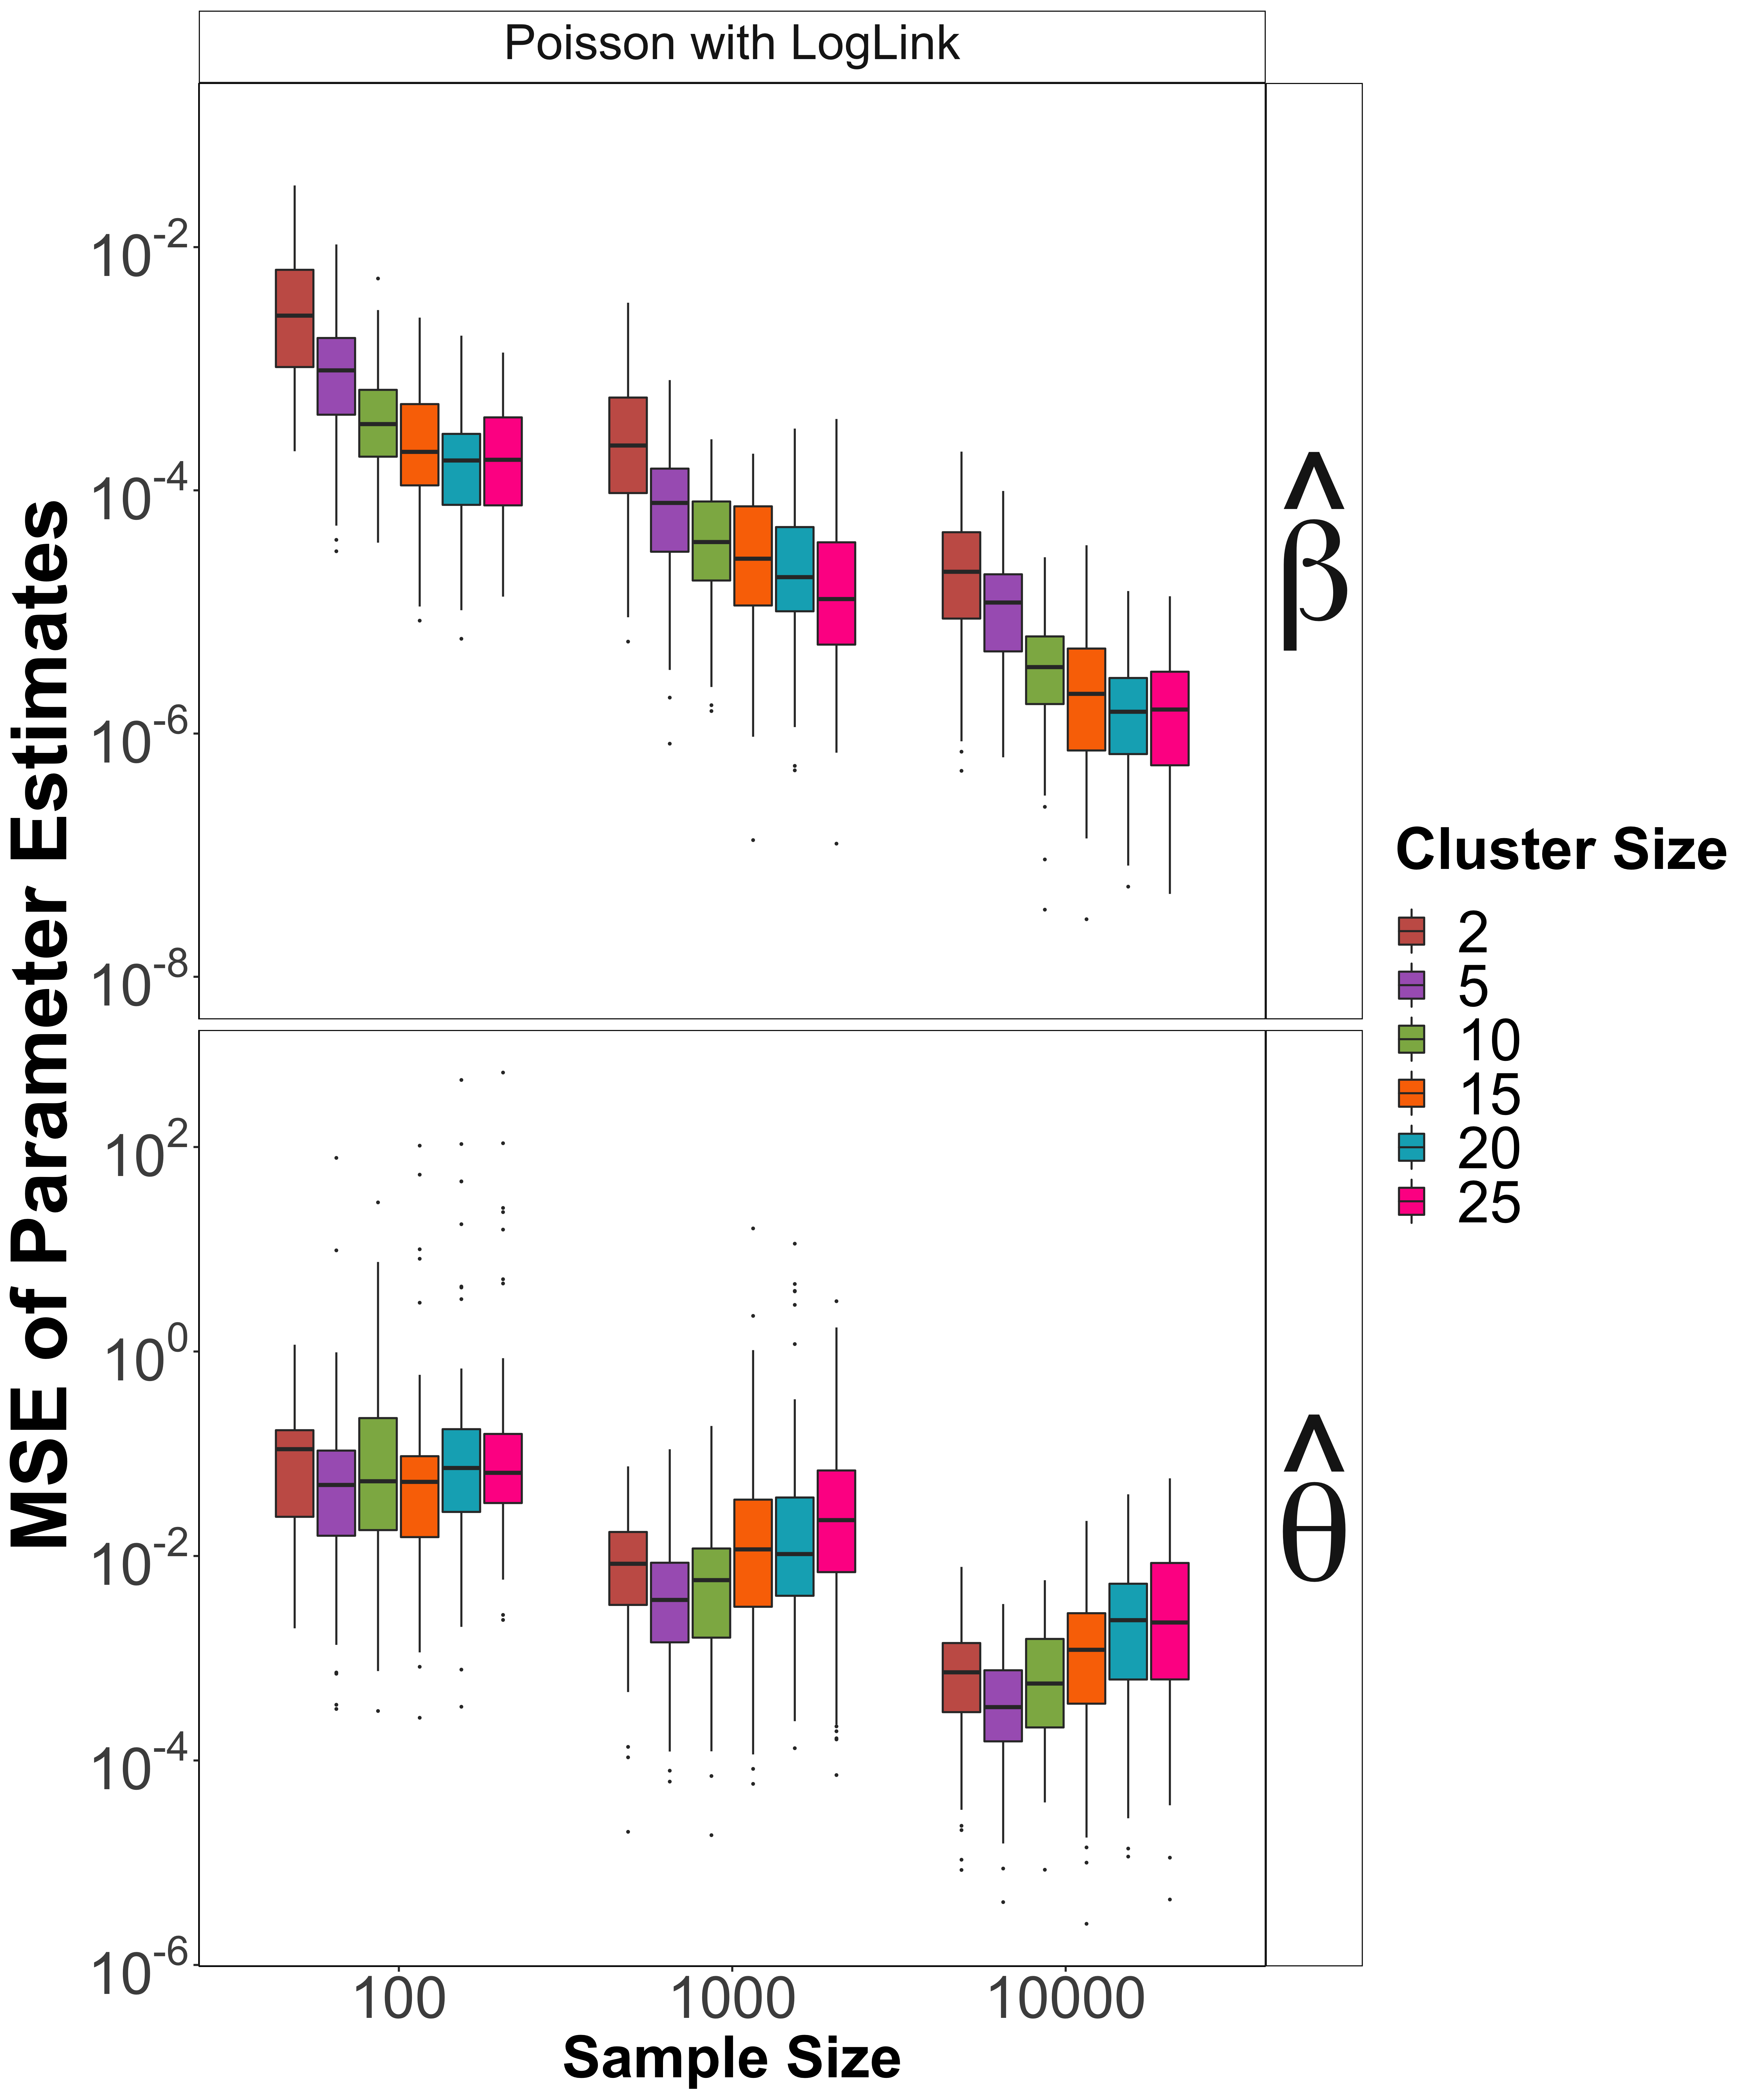 Poisson with LogLink
MSE of Parameter Estimates
10^-2
10^-4
10^-6
10^-8
β^
10^2
10^0
10^-2
10^-4
10^-6
θ^
100 1000 10000
Sample Size
Cluster Size
2
5
10
15
20
25